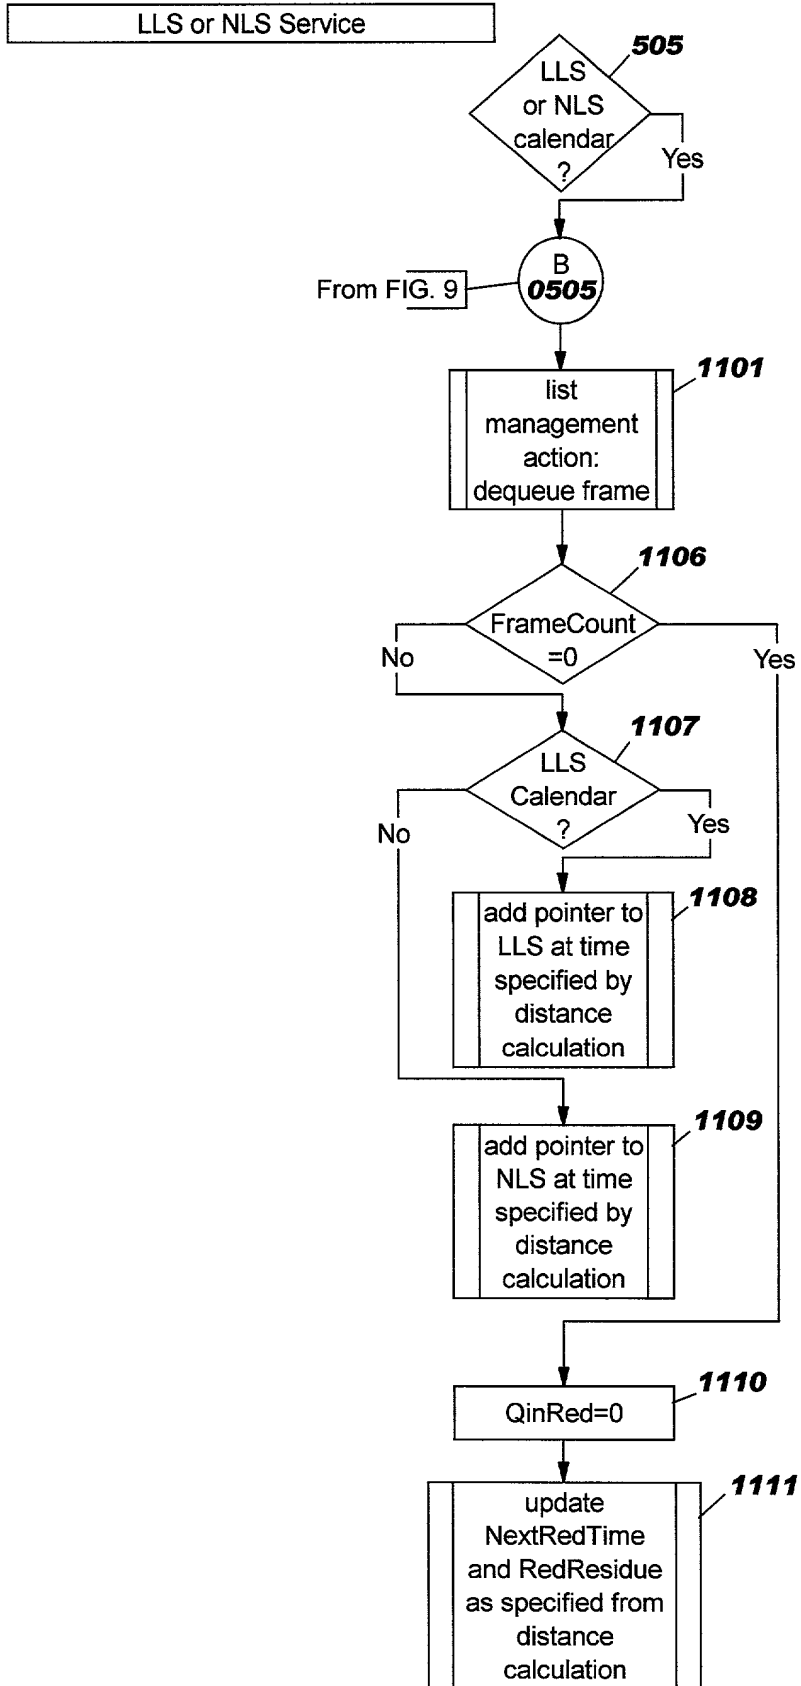 LLS or NLS Service
505
LLS
or NLS
calendar
?
Yes
B
0505
From FIG. 9
1101
list
management
action:
dequeue frame
1106
FrameCount
=0
No
Yes
1107
LLS
Calendar
?
No
Yes
1108
add pointer to
LLS at time
specified by
distance
calculation
1109
add pointer to
NLS at time
specified by
distance
calculation
1110
QinRed=0
1111
update
NextRedTime
and RedResidue
as specified from
distance
calculation